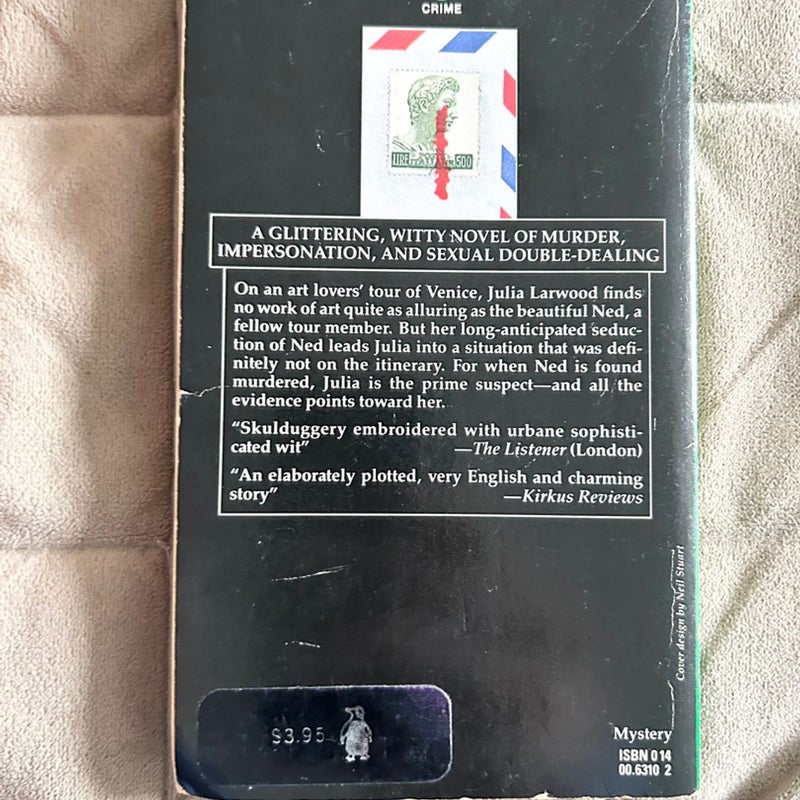 CRIME
LIRE
500
A GLITTERING, WITTY NOVEL OF MURDER,
IMPERSONATION, AND SEXUAL DOUBLE-DEALING
On an art lovers' tour of Venice, Julia Larwood finds
no work of art quite as alluring as the beautiful Ned, a
fellow tour member. But her long-anticipated seduc-
tion of Ned leads Julia into a situation that was defi-
nitely not on the itinerary. For when Ned is found
murdered, Julia is the prime suspect—and all the
evidence points toward her.
“Skulduggery embroidered with urbane sophisti-
cated wit” —The Listener (London)
“An elaborately plotted, very English and charming
story” —Kirkus Reviews
Cover design by Neil Stuart
$3.95
Mystery
ISBN 0 14
00.6310 2